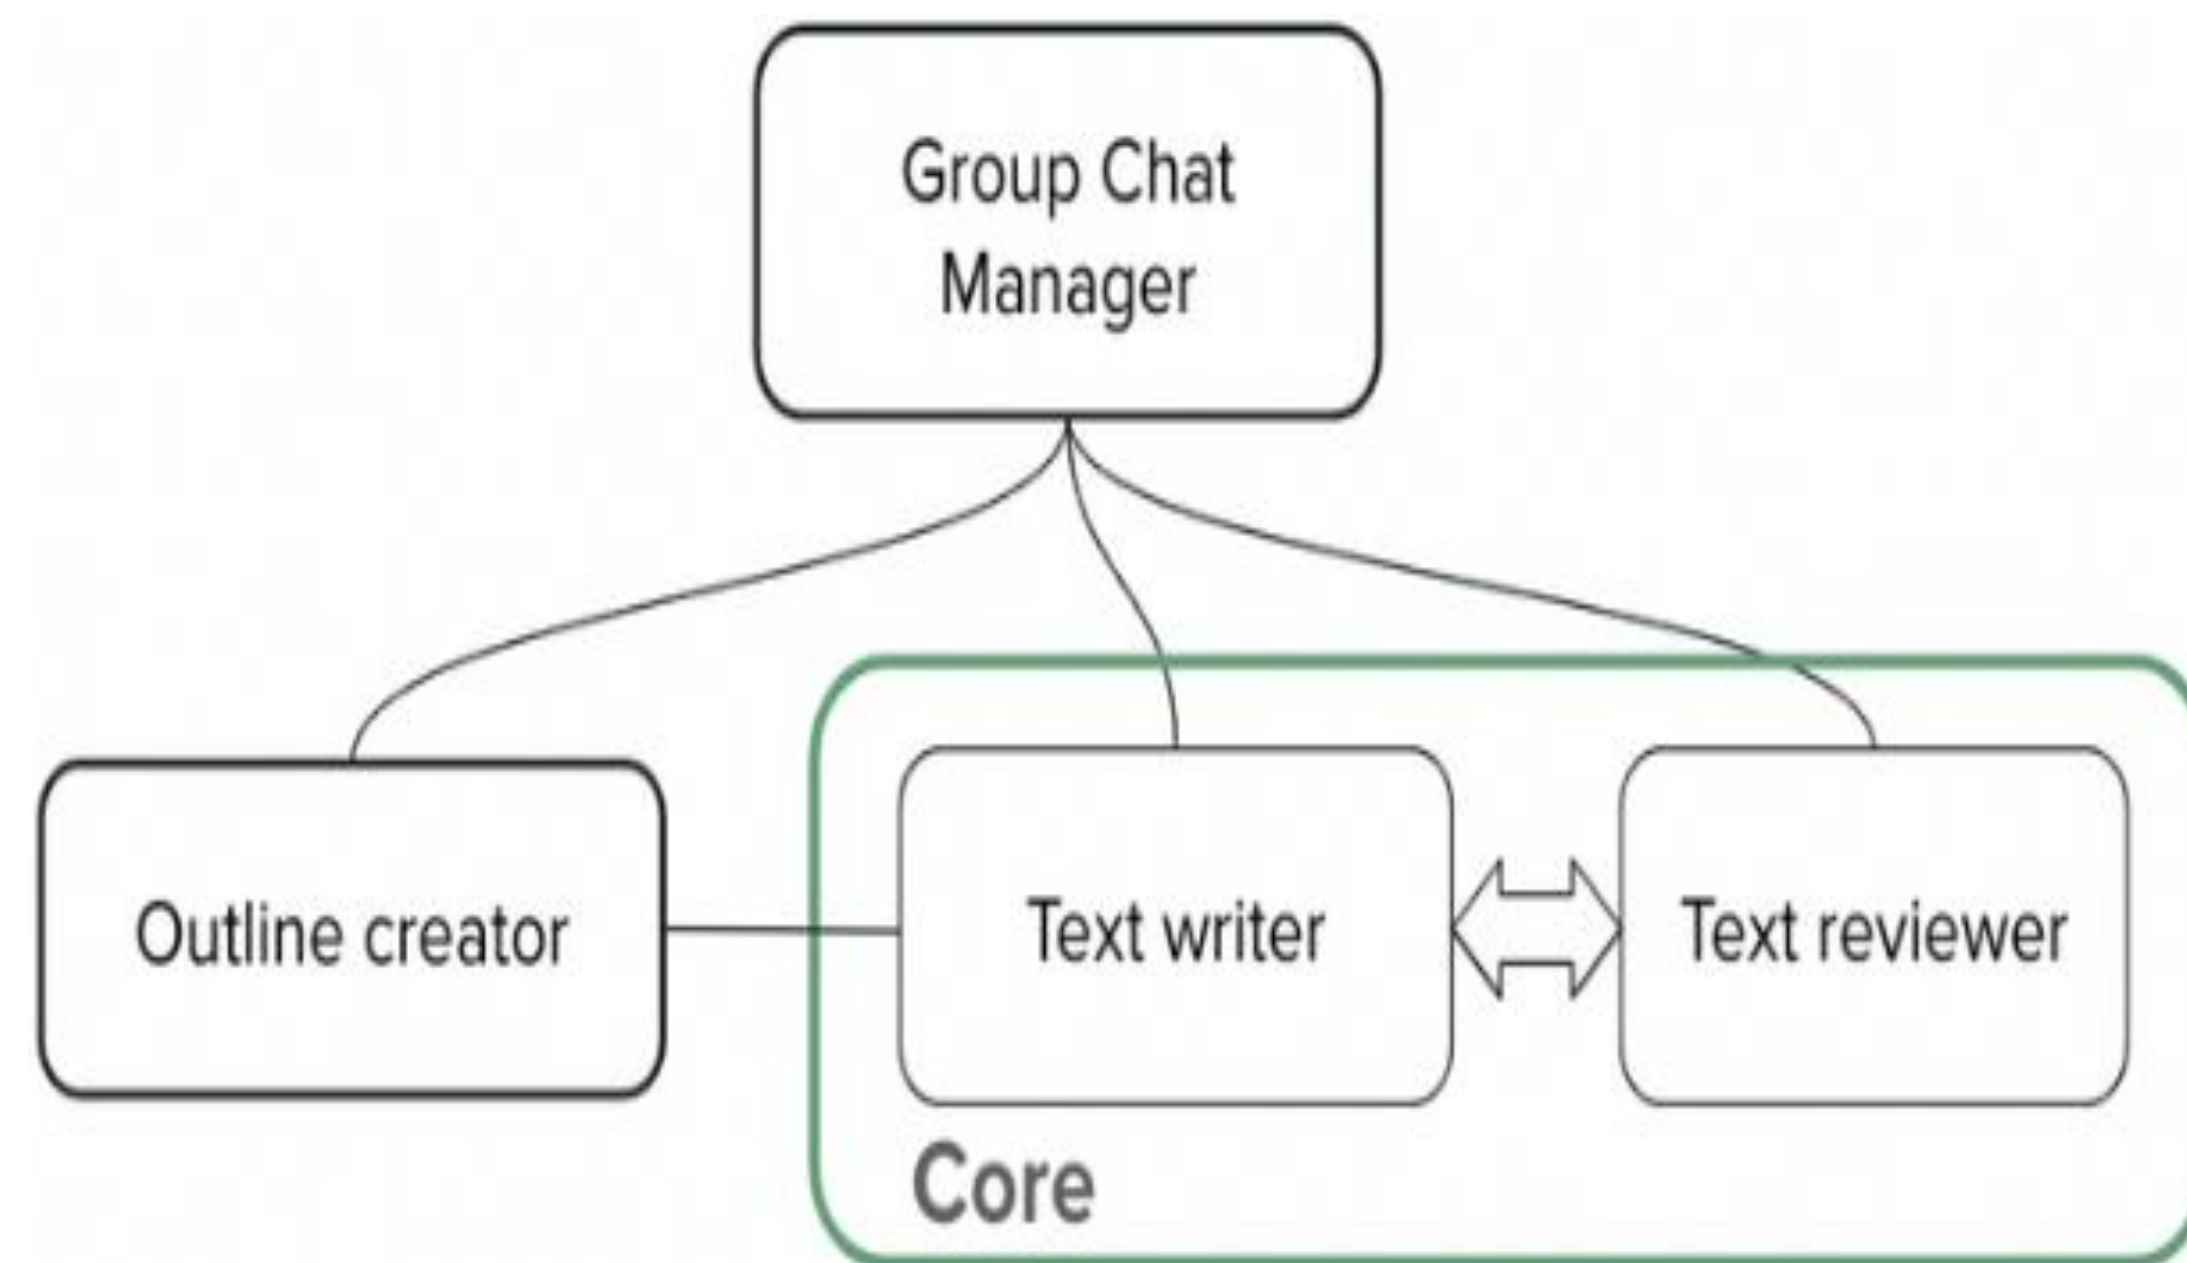 Group Chat
Manager
Outline creator
Text writer
Text reviewer
Core